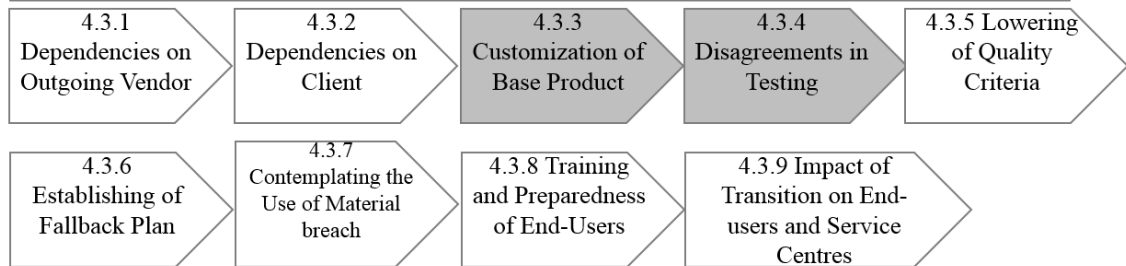 4.3.1
Dependencies on
Outgoing Vendor
4.3.2
Dependencies on
Client
4.3.3
Customization of
Base Product
4.3.4
Disagreements in
Testing
4.3.5 Lowering
of Quality
Criteria
4.3.6
Establishing of
Fallback Plan
4.3.7
Contemplating the
Use of Material
breach
4.3.8 Training
and Preparedness
of End-Users
4.3.9 Impact of
Transition on End-
users and Service
Centres